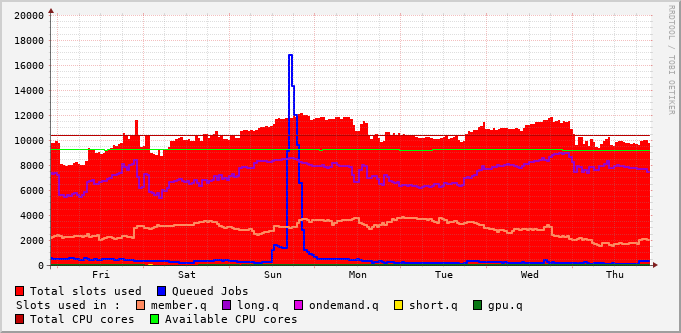 RRDTOOL / TOBI OETIKER
20000
18000
16000
14000
12000
10000
8000
6000
4000
2000
0
Fri Sat Sun Mon Tue Wed Thu
Total slots used Queued Jobs
Slots used in : member.q long.q ondemand.q short.q gpu.q
Total CPU cores Available CPU cores